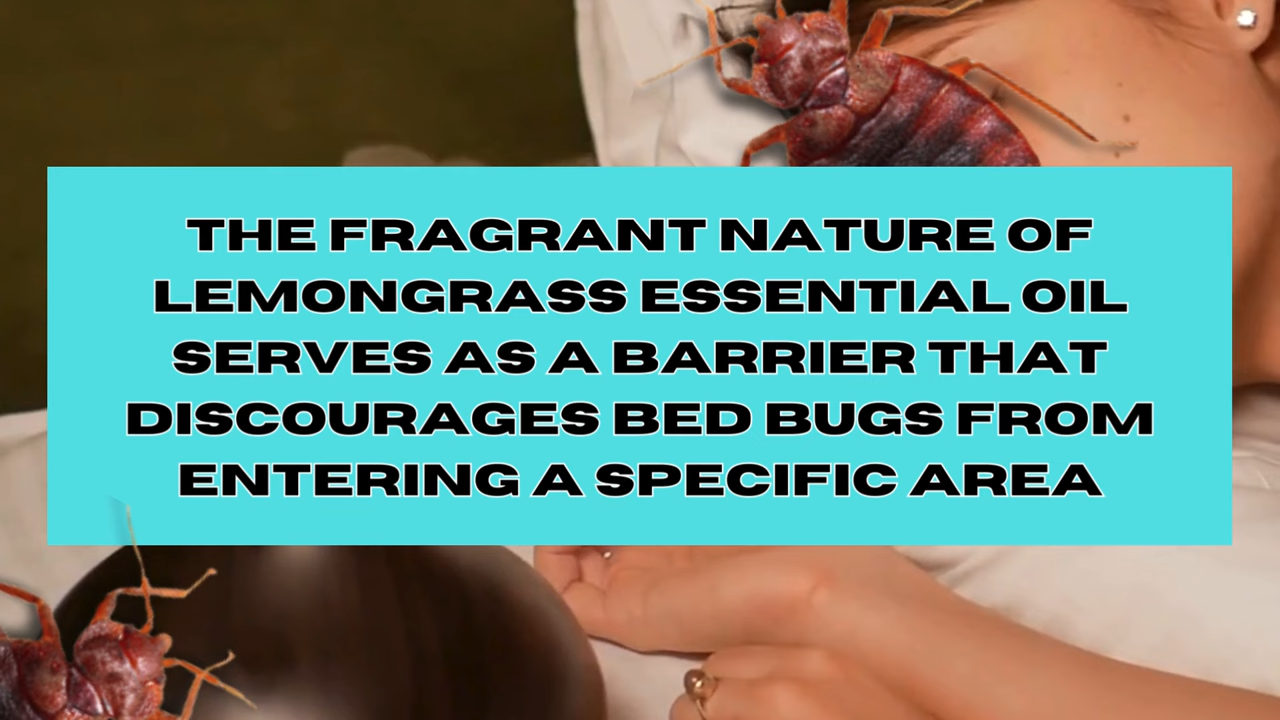 THE FRAGRANT NATURE OF
LEMONGRASS ESSENTIAL OIL
SERVES AS A BARRIER THAT
DISCOURAGES BED BUGS FROM
ENTERING A SPECIFIC AREA